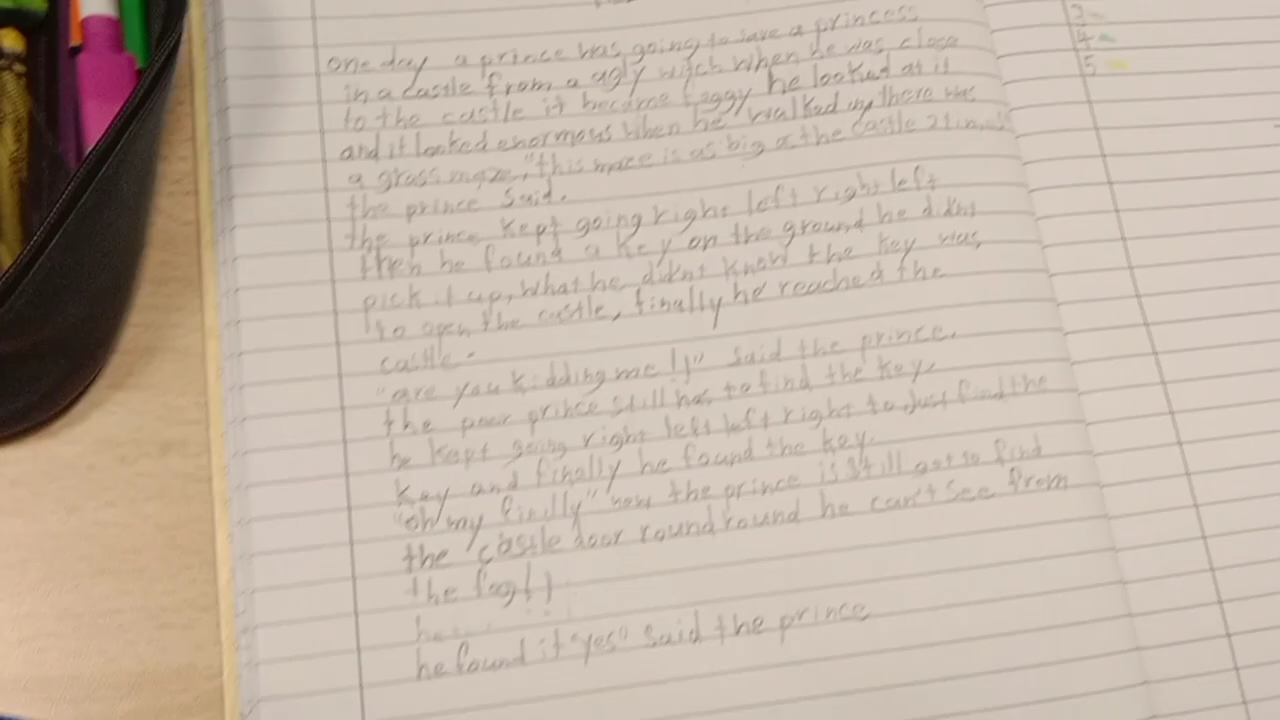 one day a prince was going to save a princess
in a castle from a ugly witch when he was close
to the castle it became foggy he looked at it
and it looked enormous when he walked up there was
a grass maze, "this maze is as big as the castle 2 times
the prince said.
the prince kept going right left right left
then he found a key on the ground he didnt
pick it up, what he didnt know the key was
to open the castle, finally he reached the
castle.
"are you kidding me!)" said the prince.
the poor prince still has to find the key.
he kept going right left left right to just find the
key and finally he found the key.
"oh my finlly" now the prince is still got to find
the castle door round round he can't see from
the fog!)
he
he found it "yes" said the prince
3
4
5